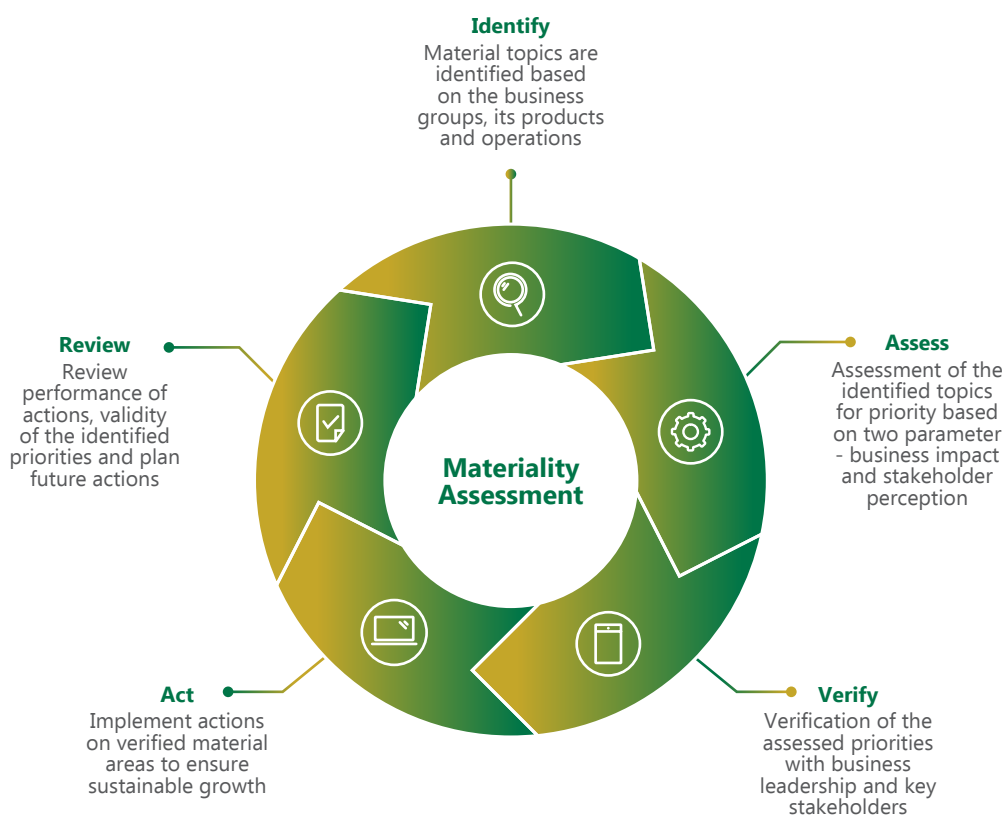 Identify
Material topics are
identified based
on the business
groups, its products
and operations
Assess
Assessment of the
identified topics
for priority based
on two parameter
- business impact
and stakeholder
perception
Verify
Verification of the
assessed priorities
with business
leadership and key
stakeholders
Act
Implement actions
on verified material
areas to ensure
sustainable growth
Review
Review
performance of
actions, validity
of the identified
priorities and plan
future actions
Materiality
Assessment